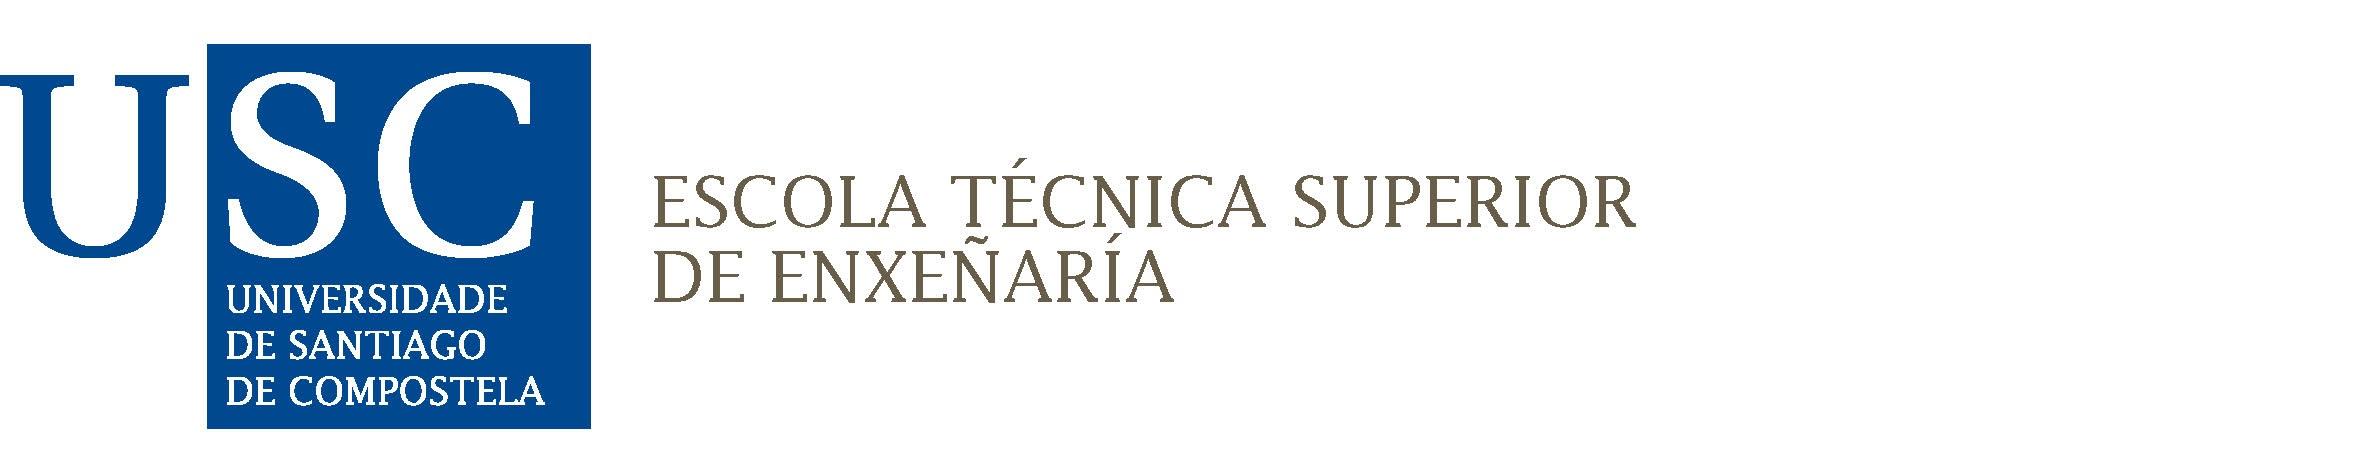 USC
UNIVERSIDADE
DE SANTIAGO
DE COMPOSTELA
ESCOLA TÉCNICA SUPERIOR
DE ENXEÑARÍA